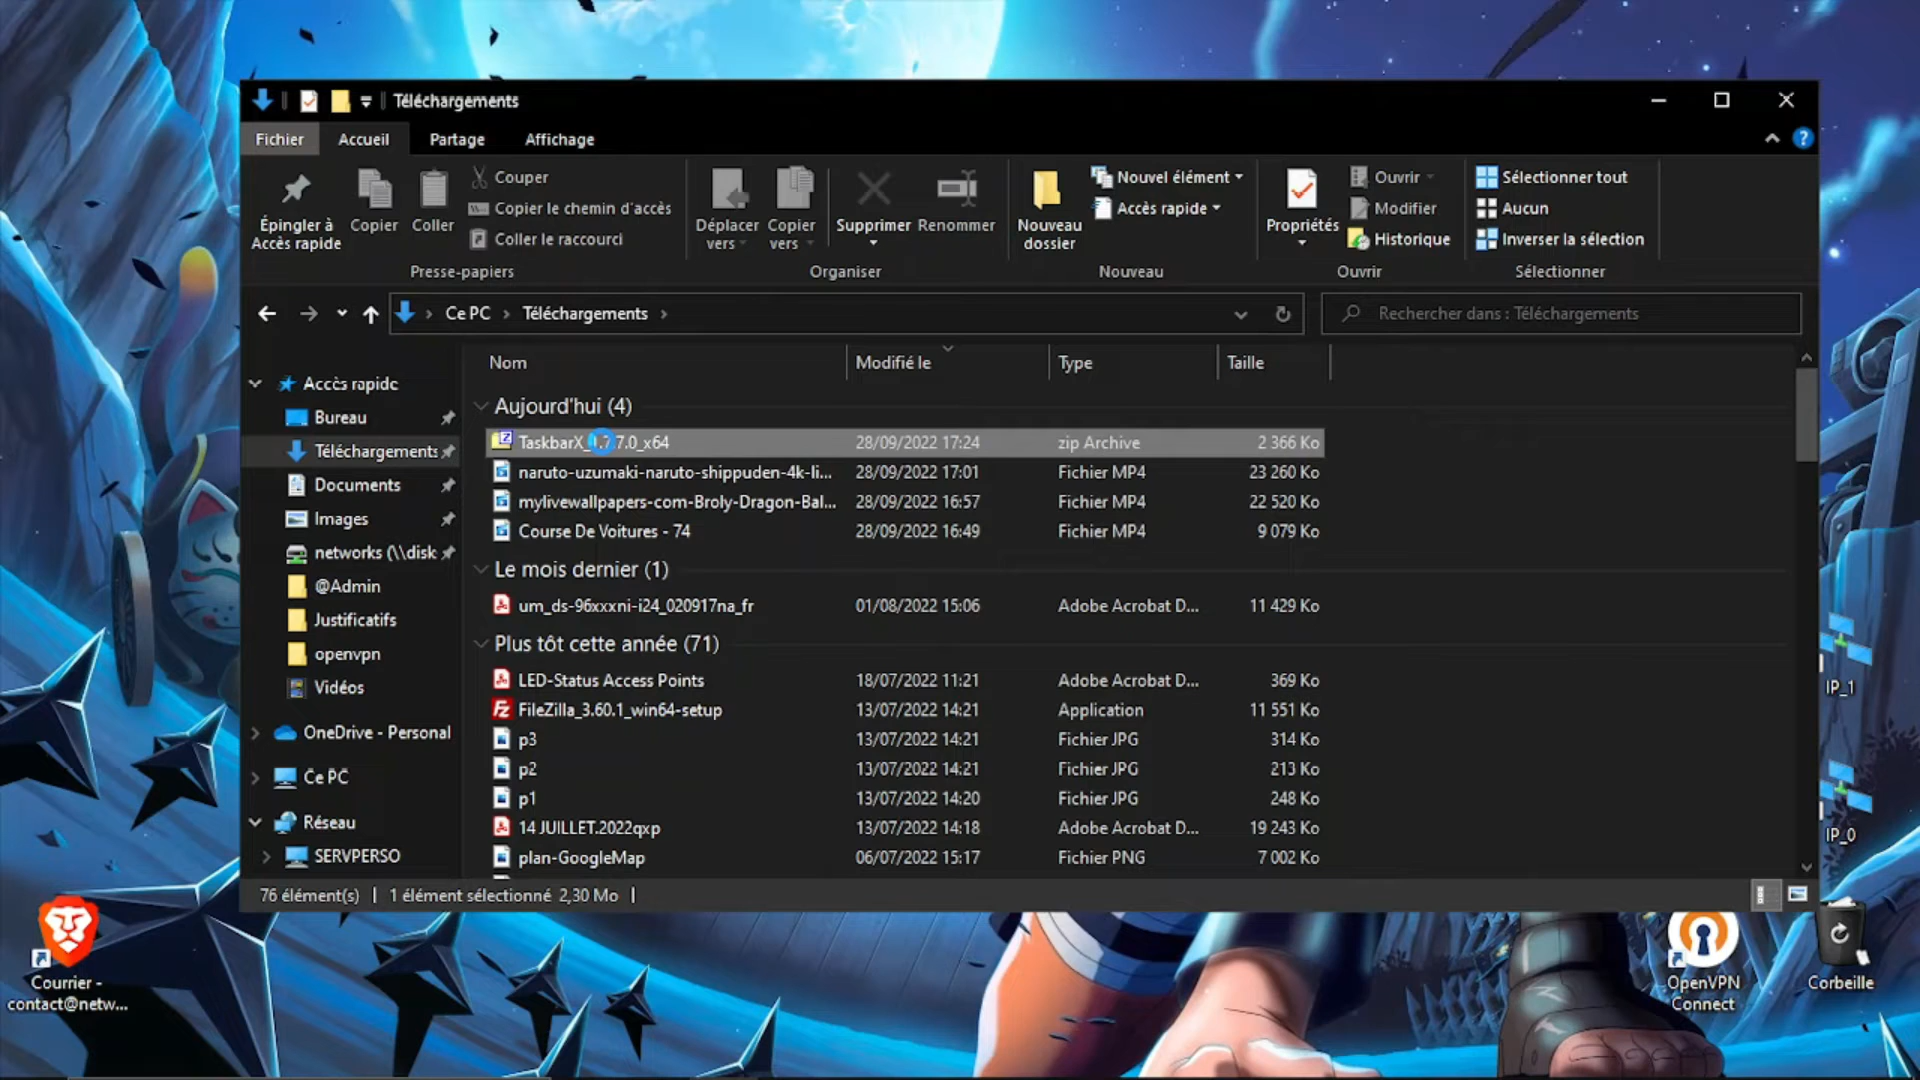 Téléchargements
Fichier Accueil Partage Affichage
Épingler à Accès rapide
Copier
Coller
Couper
Copier le chemin d'accès
Coller le raccourci
Presse-papiers
Déplacer vers
Copier vers
Supprimer
Renommer
Organiser
Nouveau dossier
Nouvel élément
Accès rapide
Nouveau
Propriétés
Ouvrir
Modifier
Historique
Ouvrir
Sélectionner tout
Aucun
Inverser la sélection
Sélectionner
Ce PC > Téléchargements >
Rechercher dans : Téléchargements
Accès rapide
Bureau
Téléchargements
Documents
Images
networks (\\disk
@Admin
Justificatifs
openvpn
Vidéos
OneDrive - Personal
Ce PC
Réseau
SERVPERSO
Nom Modifié le Type Taille
Aujourd'hui (4)
TaskbarX_1.7.7.0_x64 28/09/2022 17:24 zip Archive 2 366 Ko
naruto-uzumaki-naruto-shippuden-4k-li... 28/09/2022 17:01 Fichier MP4 23 260 Ko
mylivewallpapers-com-Broly-Dragon-Bal... 28/09/2022 16:57 Fichier MP4 22 520 Ko
Course De Voitures - 74 28/09/2022 16:49 Fichier MP4 9 079 Ko
Le mois dernier (1)
um_ds-96xxxni-i24_020917na_fr 01/08/2022 15:06 Adobe Acrobat D... 11 429 Ko
Plus tôt cette année (71)
LED-Status Access Points 18/07/2022 11:21 Adobe Acrobat D... 369 Ko
FileZilla_3.60.1_win64-setup 13/07/2022 14:21 Application 11 551 Ko
p3 13/07/2022 14:21 Fichier JPG 314 Ko
p2 13/07/2022 14:21 Fichier JPG 213 Ko
p1 13/07/2022 14:20 Fichier JPG 248 Ko
14 JUILLET.2022qxp 13/07/2022 14:18 Adobe Acrobat D... 19 243 Ko
plan-GoogleMap 06/07/2022 15:17 Fichier PNG 7 002 Ko
76 élément(s) 1 élément sélectionné 2,30 Mo
IP_1
IP_0
Courrier -
contact@netw...
OpenVPN
Connect
Corbeille